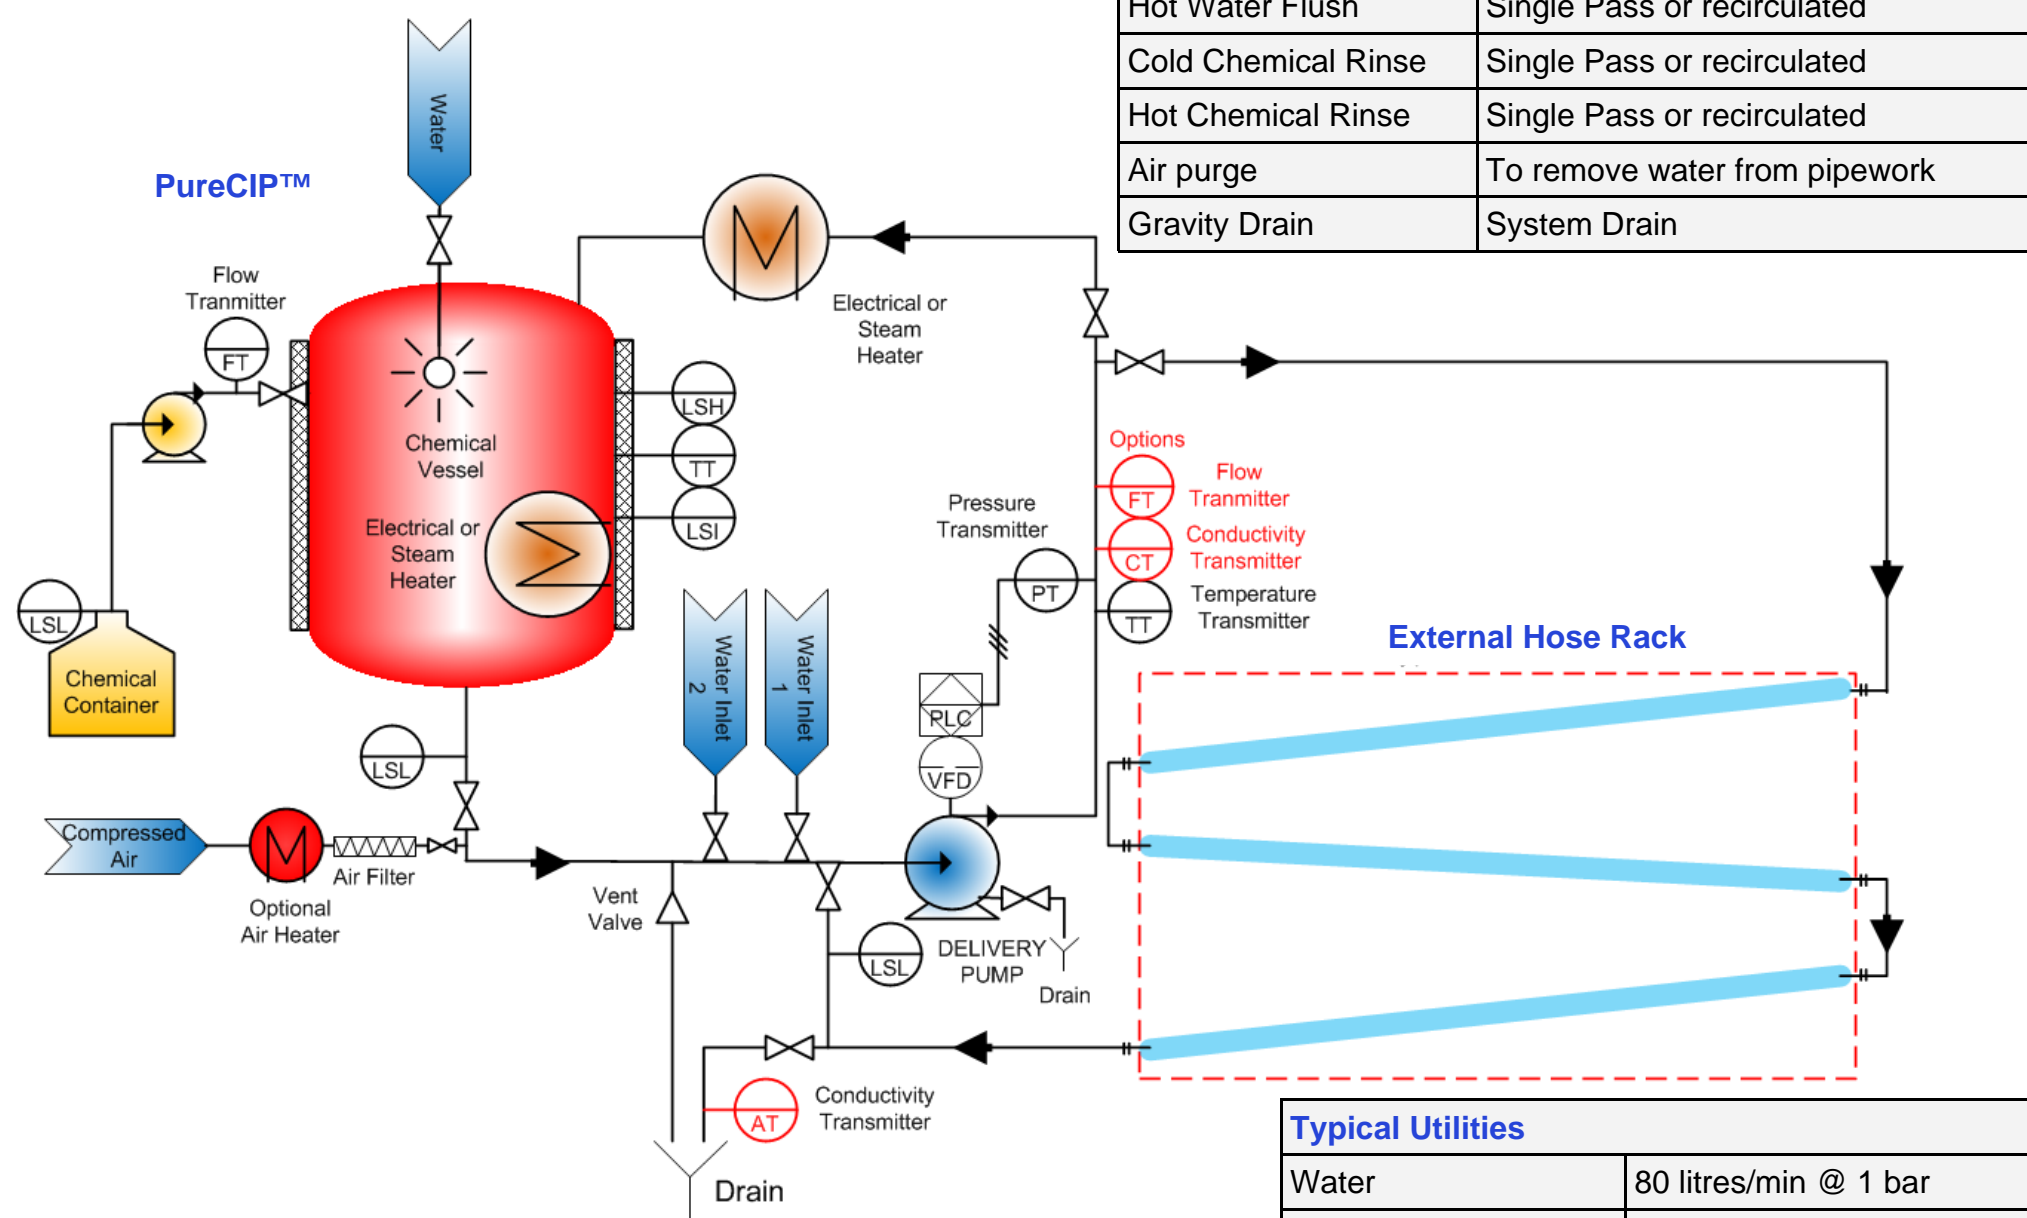 Hot Water Flush Single Pass or recirculated
Cold Chemical Rinse Single Pass or recirculated
Hot Chemical Rinse Single Pass or recirculated
Air purge To remove water from pipework
Gravity Drain System Drain
Water
PureCIP™
Flow
Tranmitter
FT
Electrical or
Steam
Heater
LSH
TT
LSI
Chemical
Vessel
Electrical or
Steam
Heater
Options
FT
Flow
Tranmitter
CT
Conductivity
Transmitter
TT
Temperature
Transmitter
Pressure
Transmitter
PT
LSL
Chemical
Container
Water Inlet
2
Water Inlet
1
PLC
VFD
External Hose Rack
LSL
Compressed
Air
Air Filter
Optional
Air Heater
Vent
Valve
LSL
DELIVERY
PUMP
Drain
AT
Conductivity
Transmitter
Drain
Typical Utilities
Water 80 litres/min @ 1 bar